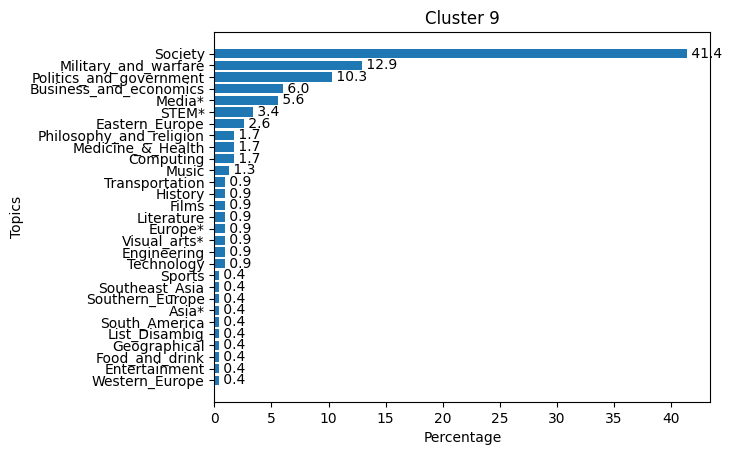 Cluster 9
Topics
Society 41.4
Military_and_warfare 12.9
Politics_and_government 10.3
Business_and_economics 6.0
Media* 5.6
STEM* 3.4
Eastern_Europe 2.6
Philosophy_and_religion 1.7
Medicine_&_Health 1.7
Computing 1.7
Music 1.3
Transportation 0.9
History 0.9
Films 0.9
Literature 0.9
Europe* 0.9
Visual_arts* 0.9
Engineering 0.9
Technology 0.9
Sports 0.4
Southeast_Asia 0.4
Southern_Europe 0.4
Asia* 0.4
South_America 0.4
List_Disambig 0.4
Geographical 0.4
Food_and_drink 0.4
Entertainment 0.4
Western_Europe 0.4
0 5 10 15 20 25 30 35 40
Percentage